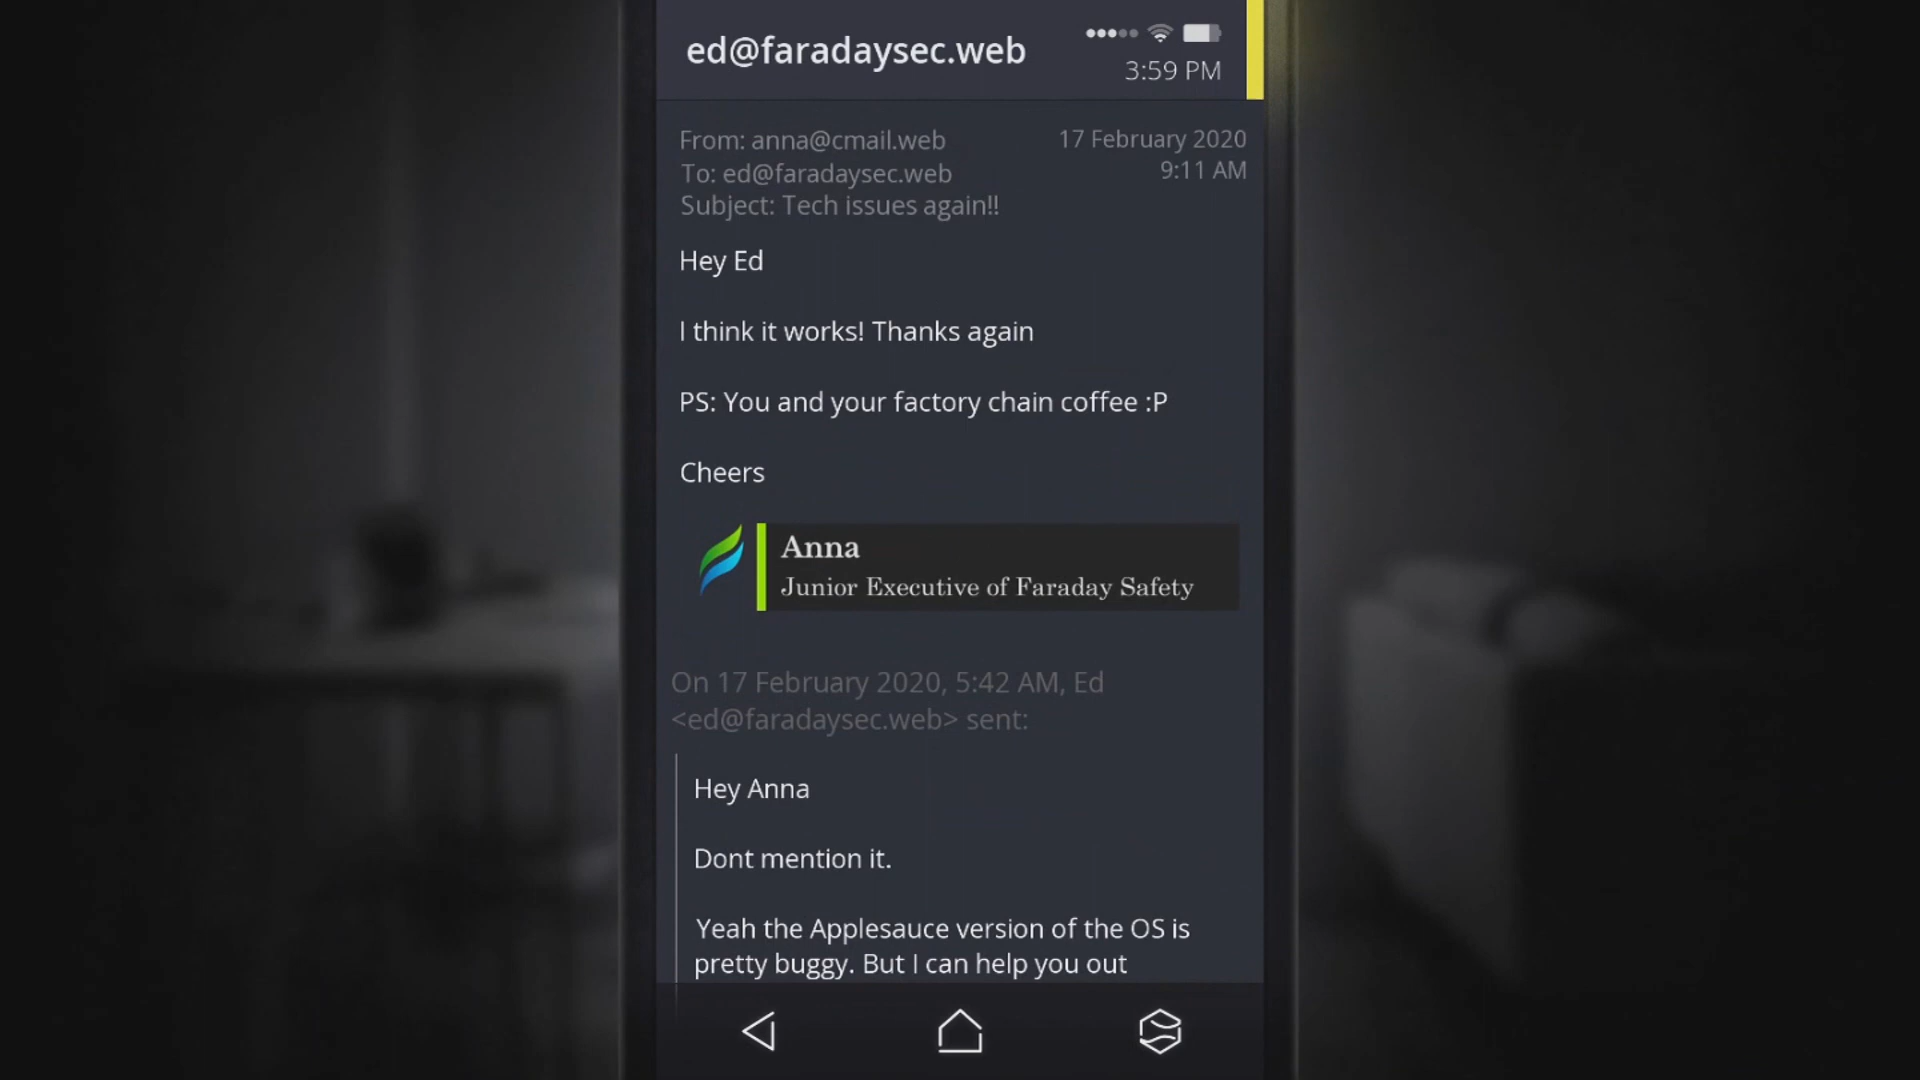 ed@faradaysec.web
3:59 PM
From: anna@cmail.web
17 February 2020
To: ed@faradaysec.web
9:11 AM
Subject: Tech issues again!!
Hey Ed
I think it works! Thanks again
PS: You and your factory chain coffee :P
Cheers
Anna
Junior Executive of Faraday Safety
On 17 February 2020, 5:42 AM, Ed
<ed@faradaysec.web> sent:
Hey Anna
Dont mention it.
Yeah the Applesauce version of the OS is
pretty buggy. But I can help you out